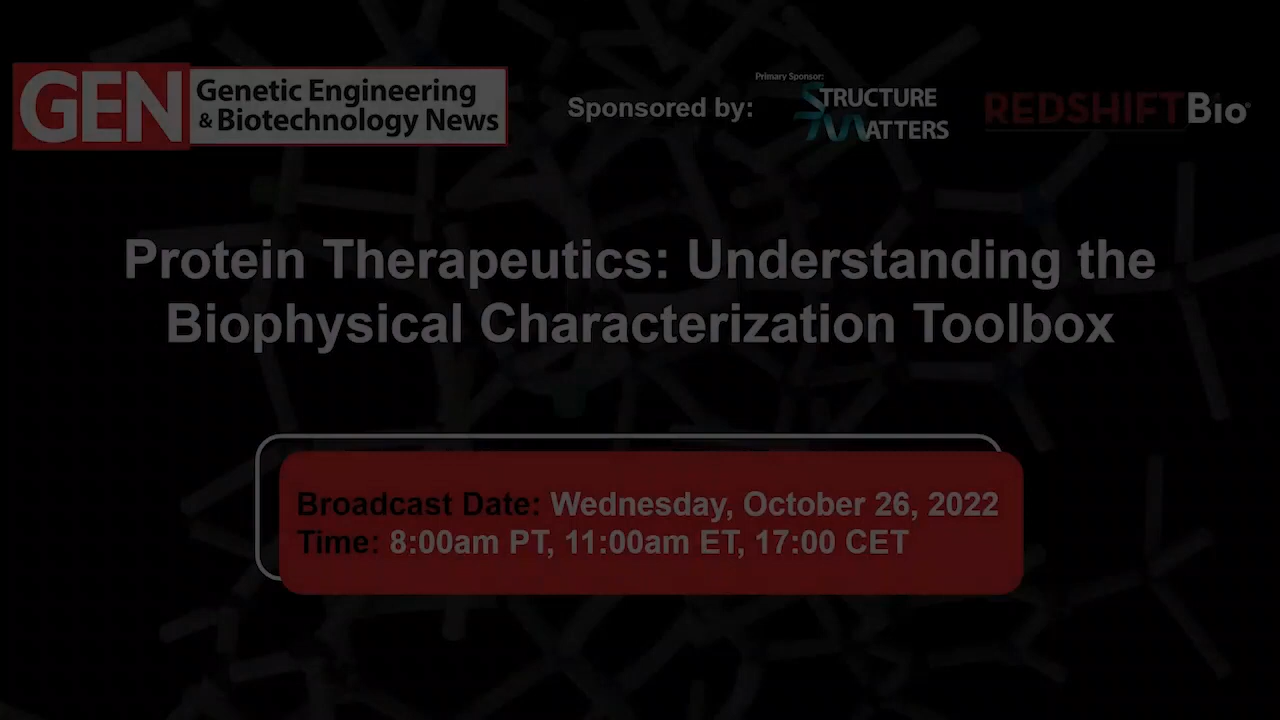 GEN Genetic Engineering
& Biotechnology News
Sponsored by:
Primary Sponsor:
STRUCTURE
MATTERS
REDSHIFTBio®
Protein Therapeutics: Understanding the
Biophysical Characterization Toolbox
Broadcast Date: Wednesday, October 26, 2022
Time: 8:00am PT, 11:00am ET, 17:00 CET